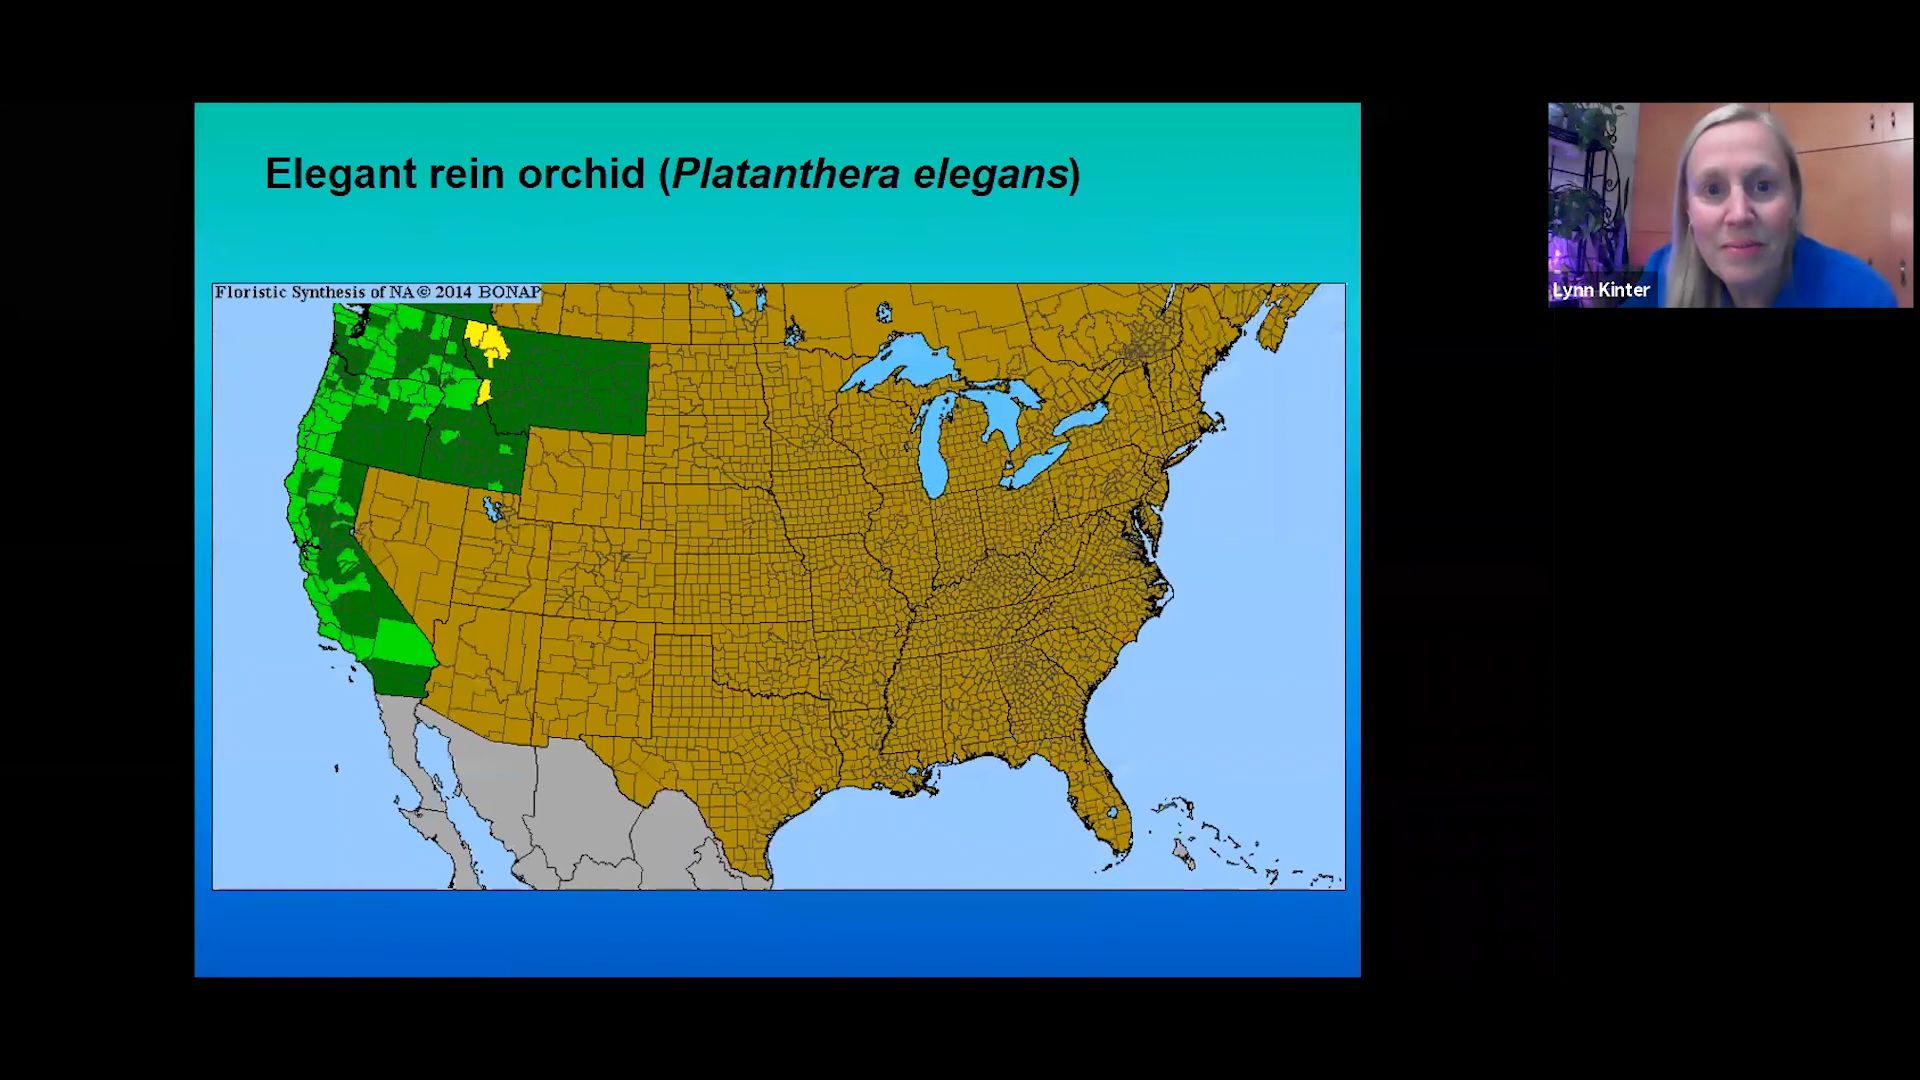 Elegant rein orchid (Platanthera elegans)
Floristic Synthesis of NA © 2014 BONAP
Lynn Kinter